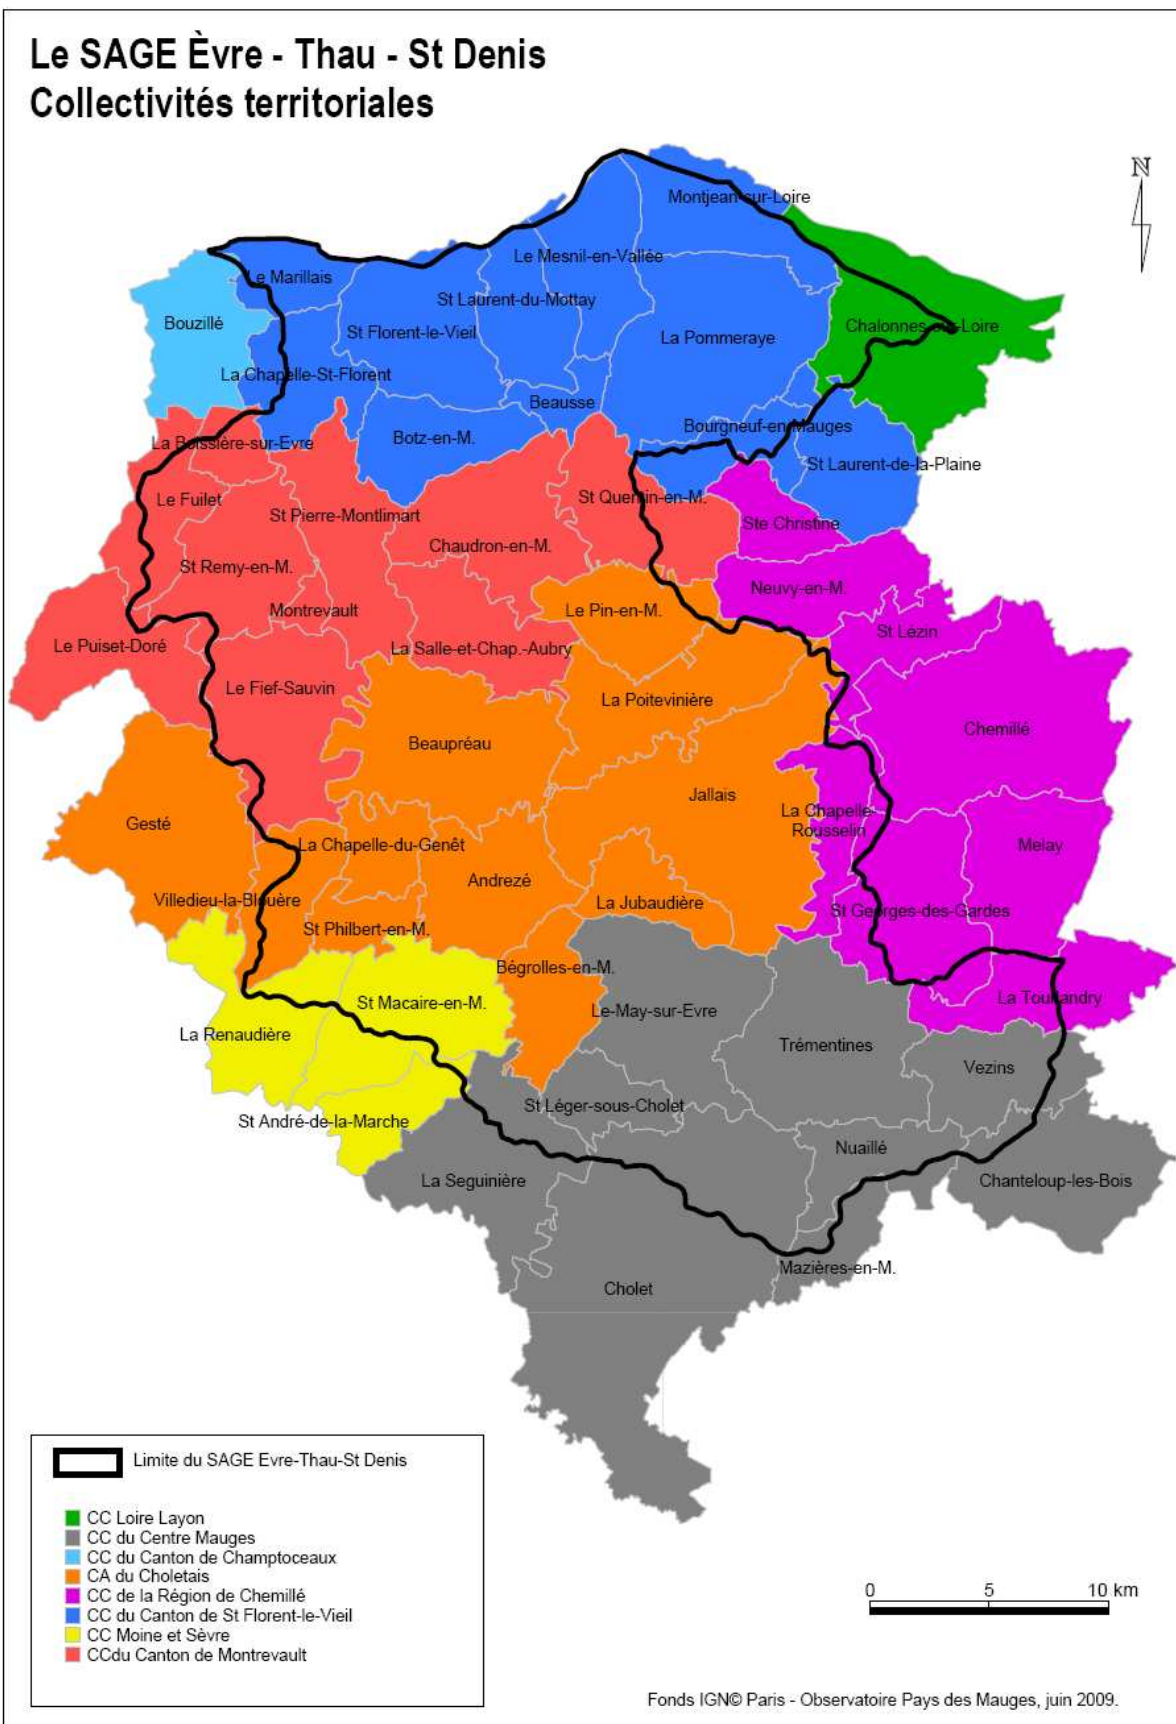 Le SAGE Èvre - Thau - St Denis
Collectivités territoriales
N
Montjean-sur-Loire
Le Mesnil-en-Vallée
Le Marillais
St Laurent-du-Mottay
Bouzillé
St Florent-le-Vieil
La Pommeraye
Chalonnes-sur-Loire
La Chapelle-St-Florent
Beausse
Bourgneuf-en-Mauges
La Boissière-sur-Evre
Botz-en-M.
St Laurent-de-la-Plaine
Le Fuilet
St Quentin-en-M.
St Pierre-Montlimart
Ste Christine
Chaudron-en-M.
St Remy-en-M.
Neuvy-en-M.
Montrevault
Le Pin-en-M.
St Lézin
Le Puiset-Doré
La Salle-et-Chap.-Aubry
Le Fief-Sauvin
La Poitevinière
Chemillé
Beaupréau
Jallais
La Chapelle-
Rousselin
Gesté
La Chapelle-du-Genêt
Melay
Andrezé
Villedieu-la-Blouère
La Jubaudière
St Georges-des-Gardes
St Philbert-en-M.
Bégrolles-en-M.
La Tourlandry
St Macaire-en-M.
Le-May-sur-Evre
La Renaudière
Trémentines
Vezins
St Léger-sous-Cholet
St André-de-la-Marche
Nuaillé
La Seguinière
Chanteloup-les-Bois
Mazières-en-M.
Cholet
Limite du SAGE Evre-Thau-St Denis
CC Loire Layon
CC du Centre Mauges
CC du Canton de Champtoceaux
CA du Choletais
CC de la Région de Chemillé
CC du Canton de St Florent-le-Vieil
CC Moine et Sèvre
CCdu Canton de Montrevault
0 5 10 km
Fonds IGN© Paris - Observatoire Pays des Mauges, juin 2009.